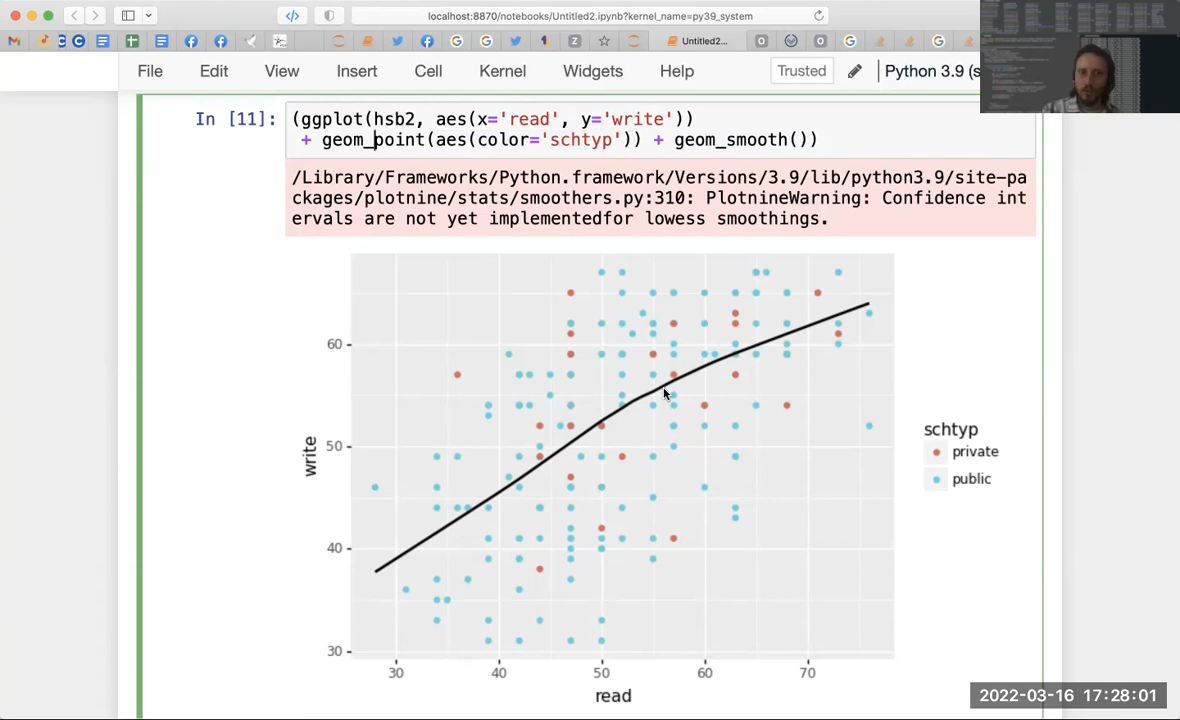 localhost:8870/notebooks/Untitled2.ipynb?kernel_name=py39_system
Untitled2...
File Edit View Insert Cell Kernel Widgets Help Trusted Python 3.9 (s
In [11]: (ggplot(hsb2, aes(x='read', y='write'))
+ geom_point(aes(color='schtyp')) + geom_smooth())
/Library/Frameworks/Python.framework/Versions/3.9/lib/python3.9/site-pa
ckages/plotnine/stats/smoothers.py:310: PlotnineWarning: Confidence int
ervals are not yet implementedfor lowess smoothings.
60
50
40
30
write
30 40 50 60 70
read
schtyp
private
public
2022-03-16 17:28:01